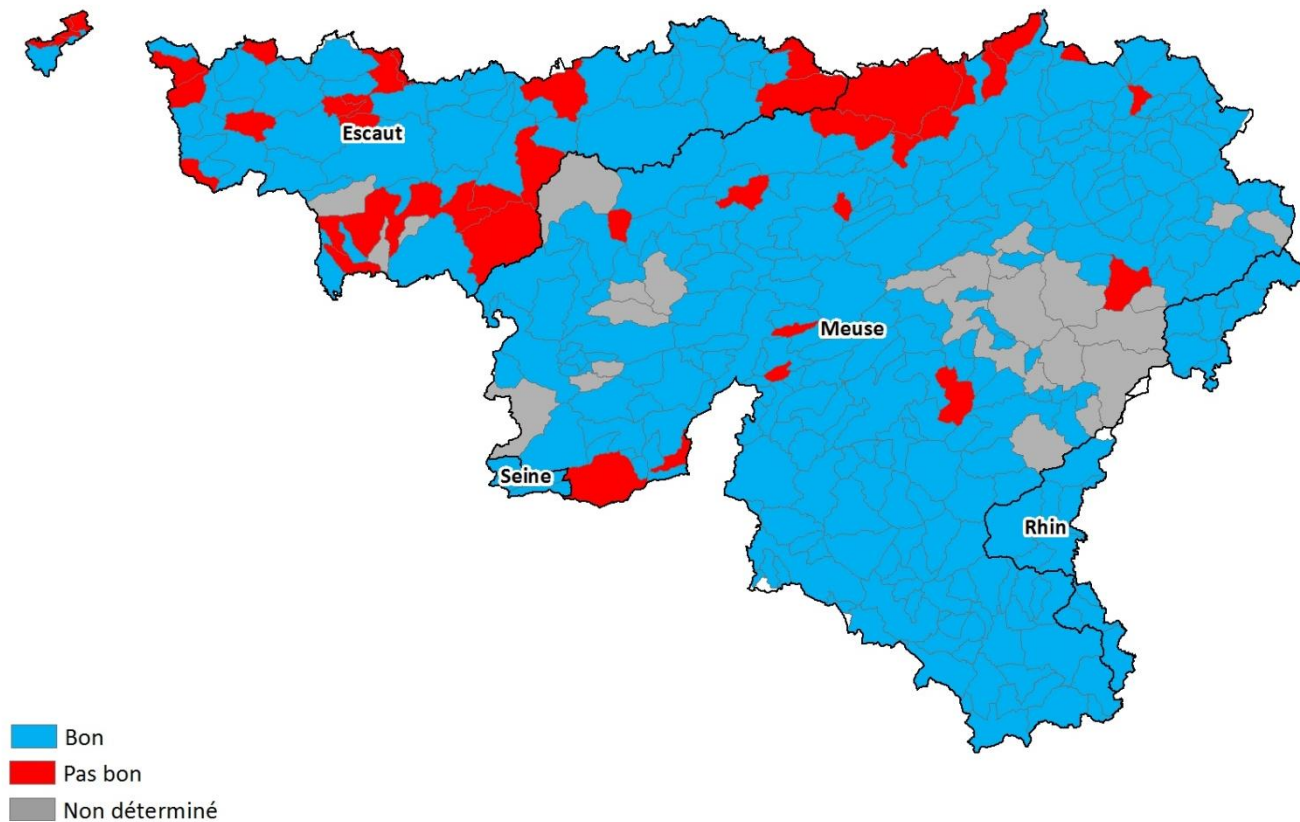 Escaut
Meuse
Seine
Rhin
Bon
Pas bon
Non déterminé